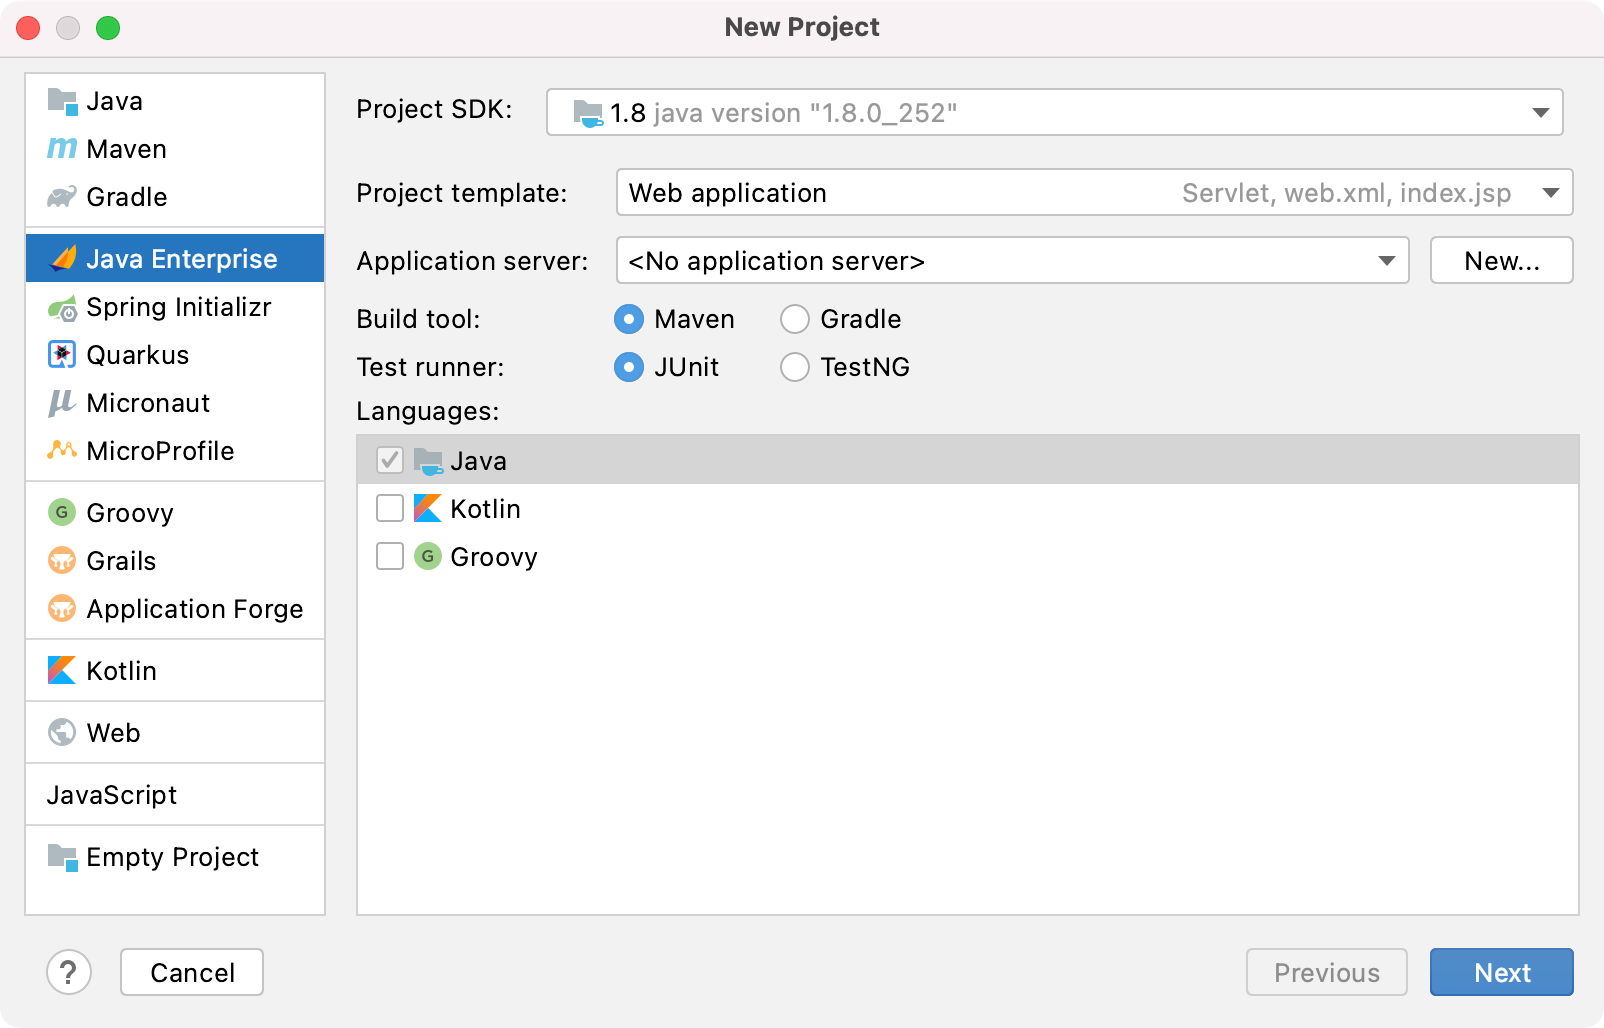 New Project
Java
Maven
Gradle
Java Enterprise
Spring Initializr
Quarkus
Micronaut
MicroProfile
G Groovy
Grails
Application Forge
Kotlin
Web
JavaScript
Empty Project
Project SDK: 1.8 java version "1.8.0_252"
Project template: Web application Servlet, web.xml, index.jsp
Application server: <No application server> New...
Build tool: Maven Gradle
Test runner: JUnit TestNG
Languages:
Java
Kotlin
G Groovy
? Cancel Previous Next